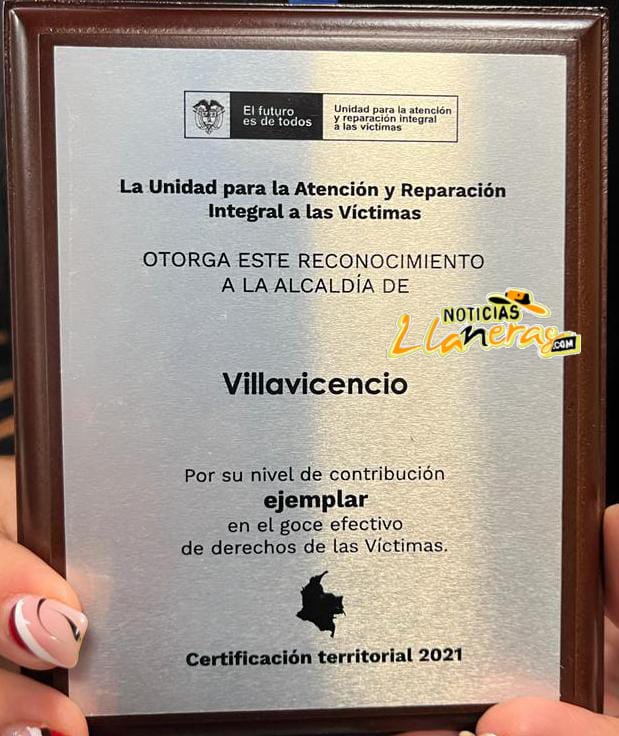 El futuro
es de todos
Unidad para la atención
y reparación integral
a las víctimas
La Unidad para la Atención y Reparación
Integral a las Víctimas
OTORGA ESTE RECONOCIMIENTO
A LA ALCALDÍA DE
NOTICIAS
Llaneras
.COM
Villavicencio
Por su nivel de contribución
ejemplar
en el goce efectivo
de derechos de las Víctimas.
Certificación territorial 2021